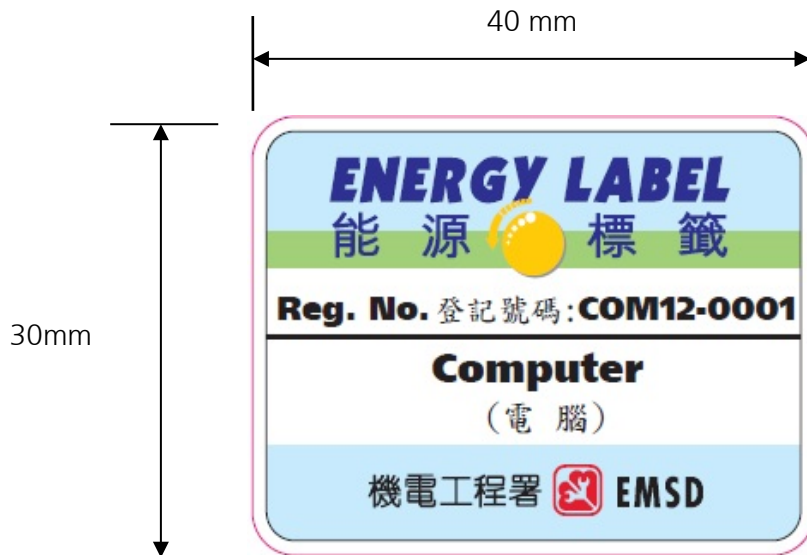 40 mm
ENERGY LABEL
能源標籤
30mm
Reg. No. 登記號碼:COM12-0001
Computer
(電 腦)
機電工程署 EMSD